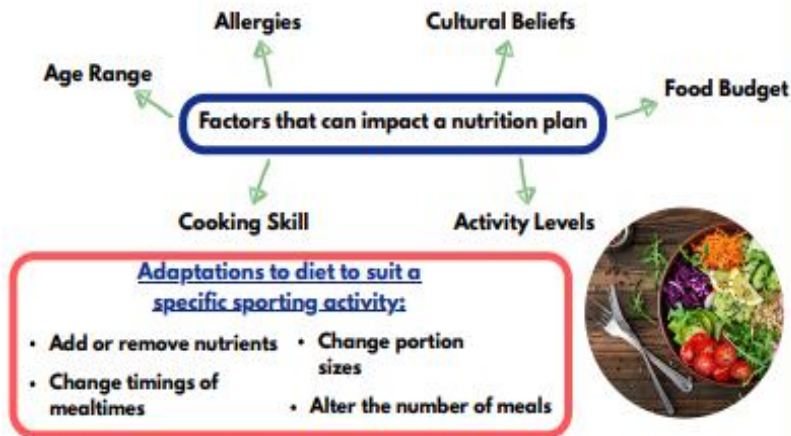 Allergies
Cultural Beliefs
Age Range
Food Budget
Factors that can impact a nutrition plan
Cooking Skill
Activity Levels
Adaptations to diet to suit a
specific sporting activity:
• Add or remove nutrients
• Change timings of
mealtimes
• Change portion
sizes
• Alter the number of meals